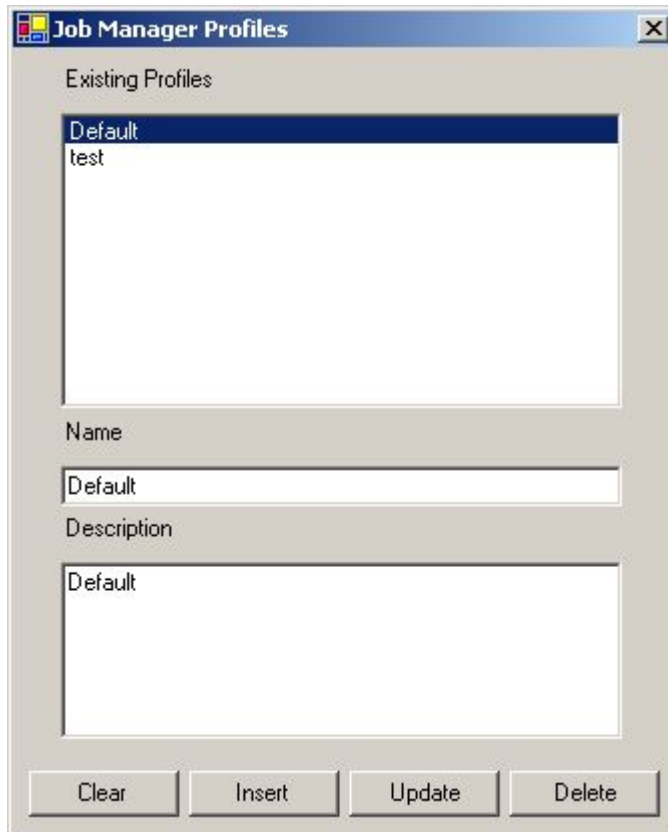 Job Manager Profiles
Existing Profiles
Default
test
Name
Default
Description
Default
Clear Insert Update Delete